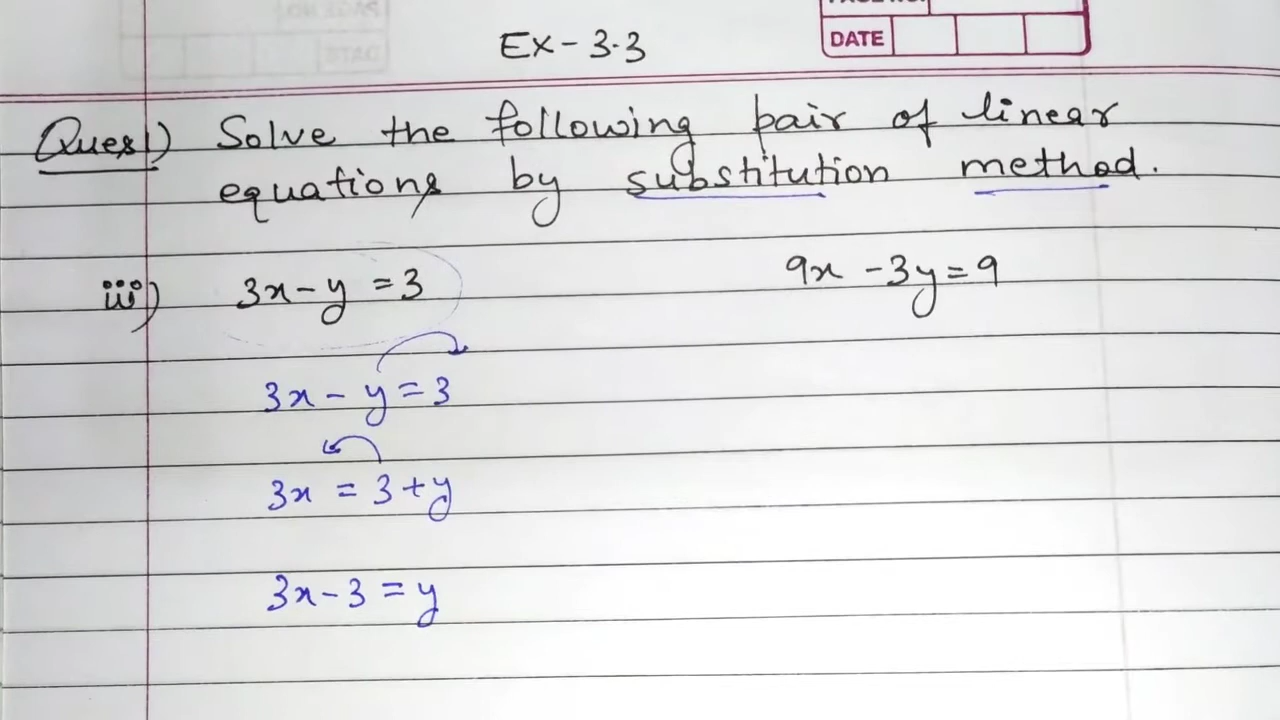 DATE
Ex - 3.3
Ques1) Solve the following pair of linear
equations by substitution method.
iii) 3x - y = 3 9x - 3y = 9
3x - y = 3
3x = 3 + y
3x - 3 = y